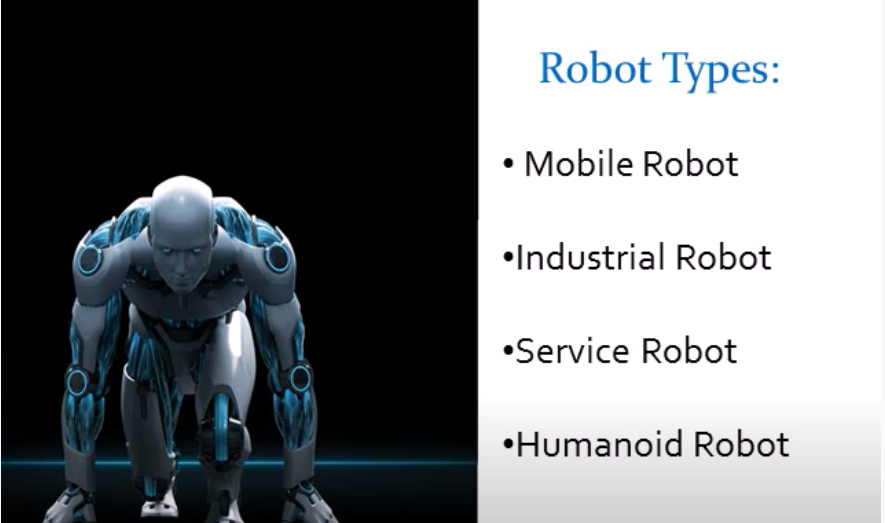 Robot Types:
• Mobile Robot
•Industrial Robot
•Service Robot
•Humanoid Robot